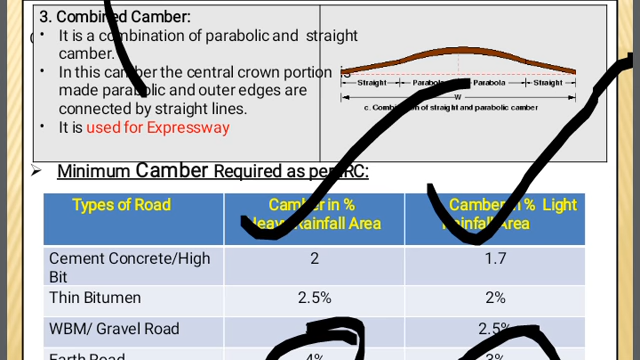 3. Combined Camber:
• It is a combination of parabolic and straight
camber.
• In this camber the central crown portion is
made parabolic and outer edges are
connected by straight lines.
• It is used for Expressway
Straight Parabola Parabola Straight
W
c. Combination of straight and parabolic camber
➢ Minimum Camber Required as per IRC:
Types of Road Camber in % Camber in % Light
Heavy Rainfall Area Rainfall Area
Cement Concrete/High 2 1.7
Bit
Thin Bitumen 2.5% 2%
WBM/ Gravel Road 2.5%
Earth Road 4% 3%